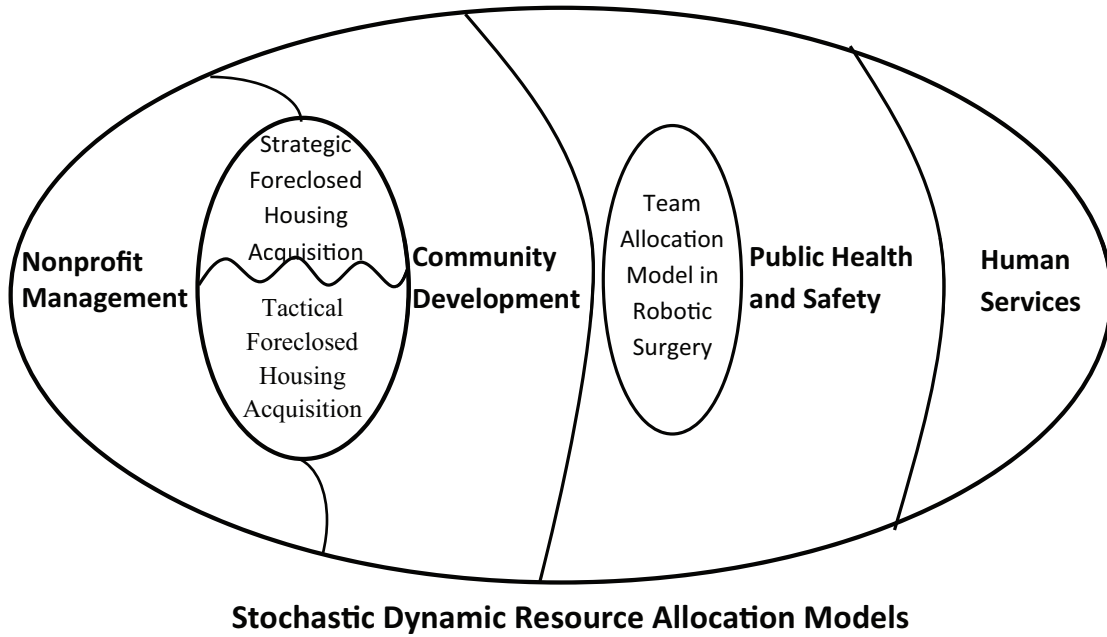 Nonprofit
Management
Strategic
Foreclosed
Housing
Acquisition
Tactical
Foreclosed
Housing
Acquisition
Community
Development
Team
Allocation
Model in
Robotic
Surgery
Public Health
and Safety
Human
Services
Stochastic Dynamic Resource Allocation Models